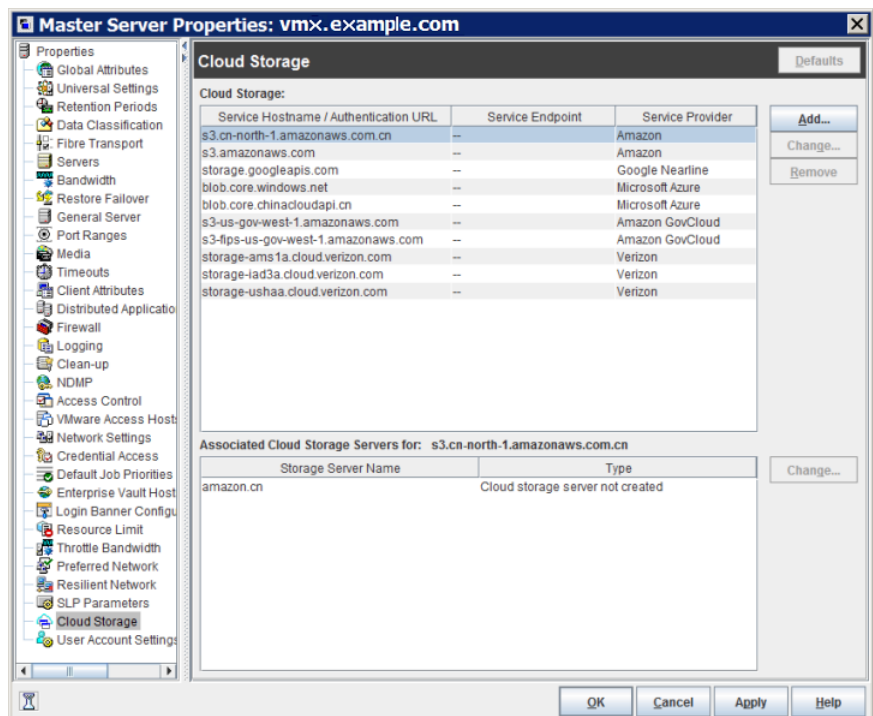 Master Server Properties: vmx.example.com
Properties
Global Attributes
Universal Settings
Retention Periods
Data Classification
Fibre Transport
Servers
Bandwidth
Restore Failover
General Server
Port Ranges
Media
Timeouts
Client Attributes
Distributed Applicatio
Firewall
Logging
Clean-up
NDMP
Access Control
VMware Access Hosts
Network Settings
Credential Access
Default Job Priorities
Enterprise Vault Host
Login Banner Configu
Resource Limit
Throttle Bandwidth
Preferred Network
Resilient Network
SLP Parameters
Cloud Storage
User Account Settings
Cloud Storage
Defaults
Cloud Storage:
Service Hostname / Authentication URL Service Endpoint Service Provider
s3.cn-north-1.amazonaws.com.cn -- Amazon
s3.amazonaws.com -- Amazon
storage.googleapis.com -- Google Nearline
blob.core.windows.net -- Microsoft Azure
blob.core.chinacloudapi.cn -- Microsoft Azure
s3-us-gov-west-1.amazonaws.com -- Amazon GovCloud
s3-fips-us-gov-west-1.amazonaws.com -- Amazon GovCloud
storage-ams1a.cloud.verizon.com -- Verizon
storage-iad3a.cloud.verizon.com -- Verizon
storage-ushaa.cloud.verizon.com -- Verizon
Add...
Change...
Remove
Associated Cloud Storage Servers for: s3.cn-north-1.amazonaws.com.cn
Storage Server Name Type
amazon.cn Cloud storage server not created
Change...
OK Cancel Apply Help